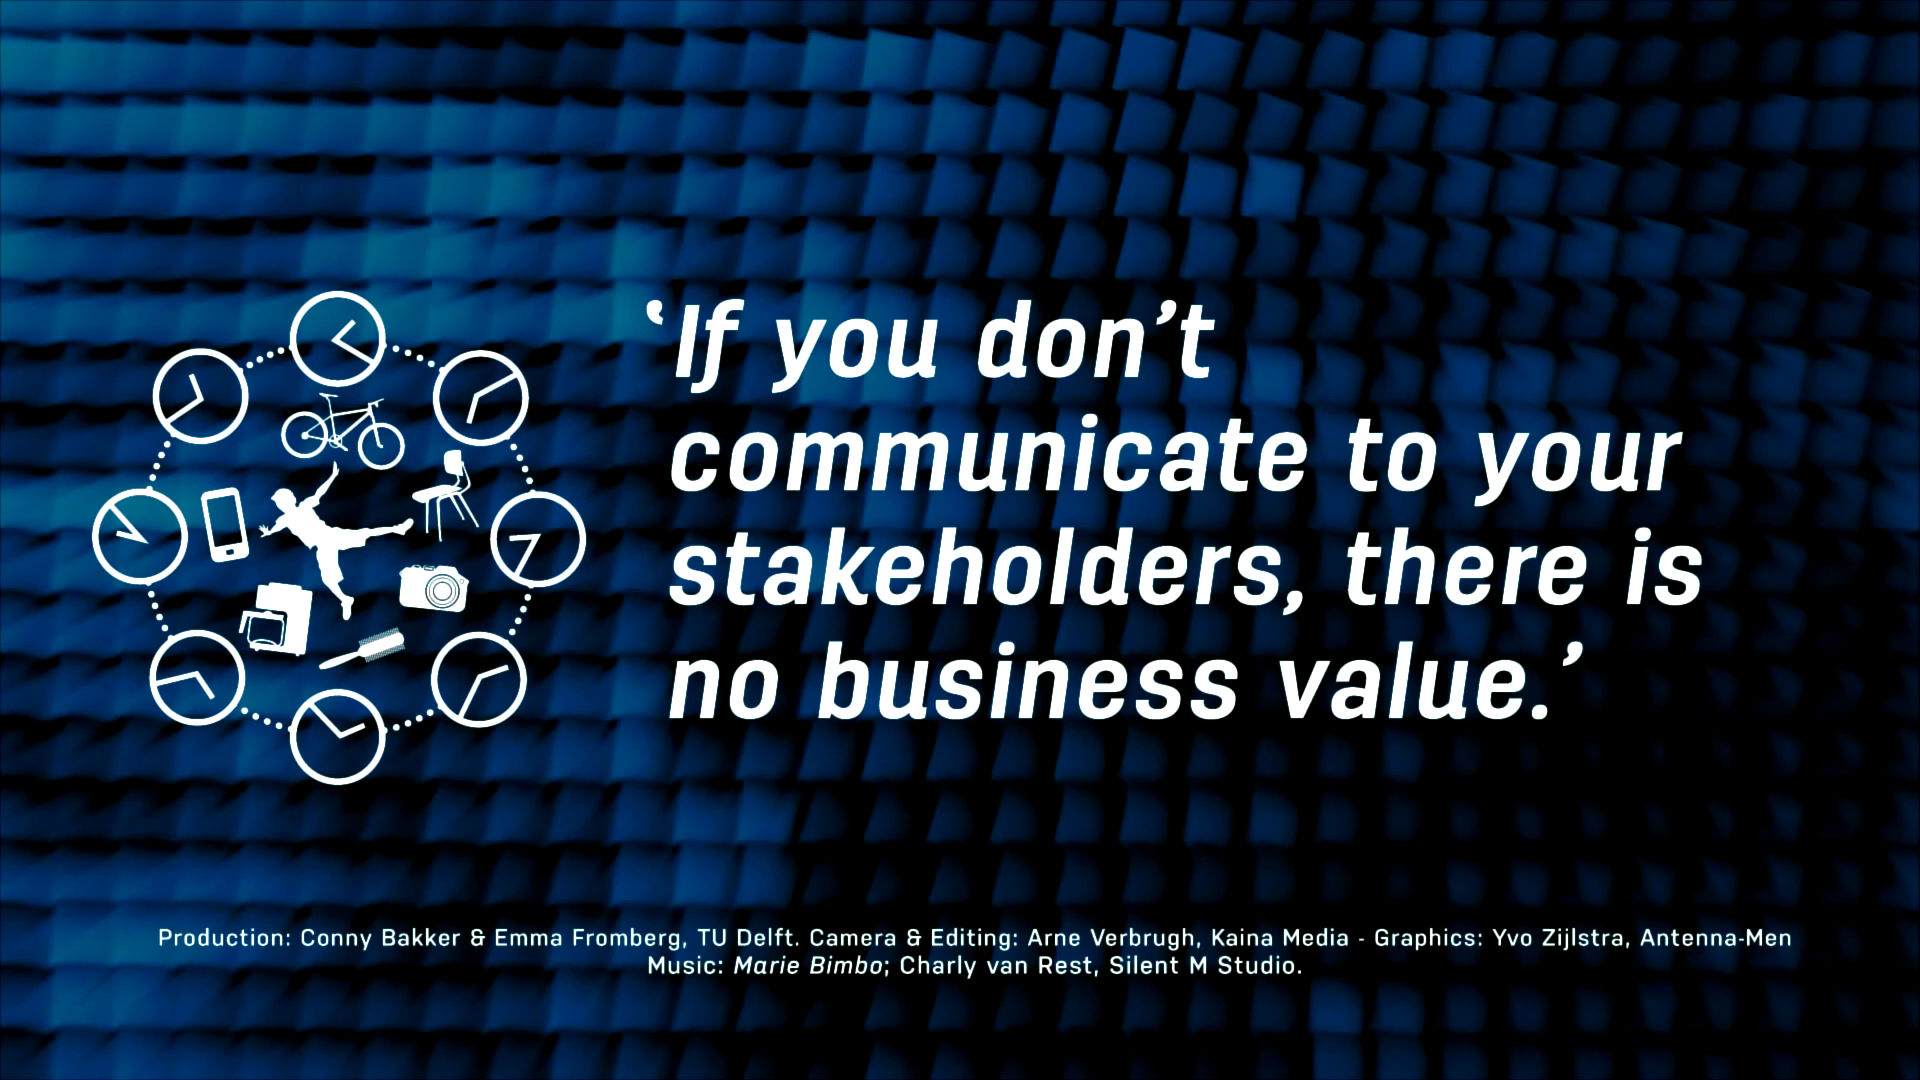 ‘If you don’t
communicate to your
stakeholders, there is
no business value.’
Production: Conny Bakker & Emma Fromberg, TU Delft. Camera & Editing: Arne Verbrugh, Kaina Media - Graphics: Yvo Zijlstra, Antenna-Men
Music: Marie Bimbo; Charly van Rest, Silent M Studio.